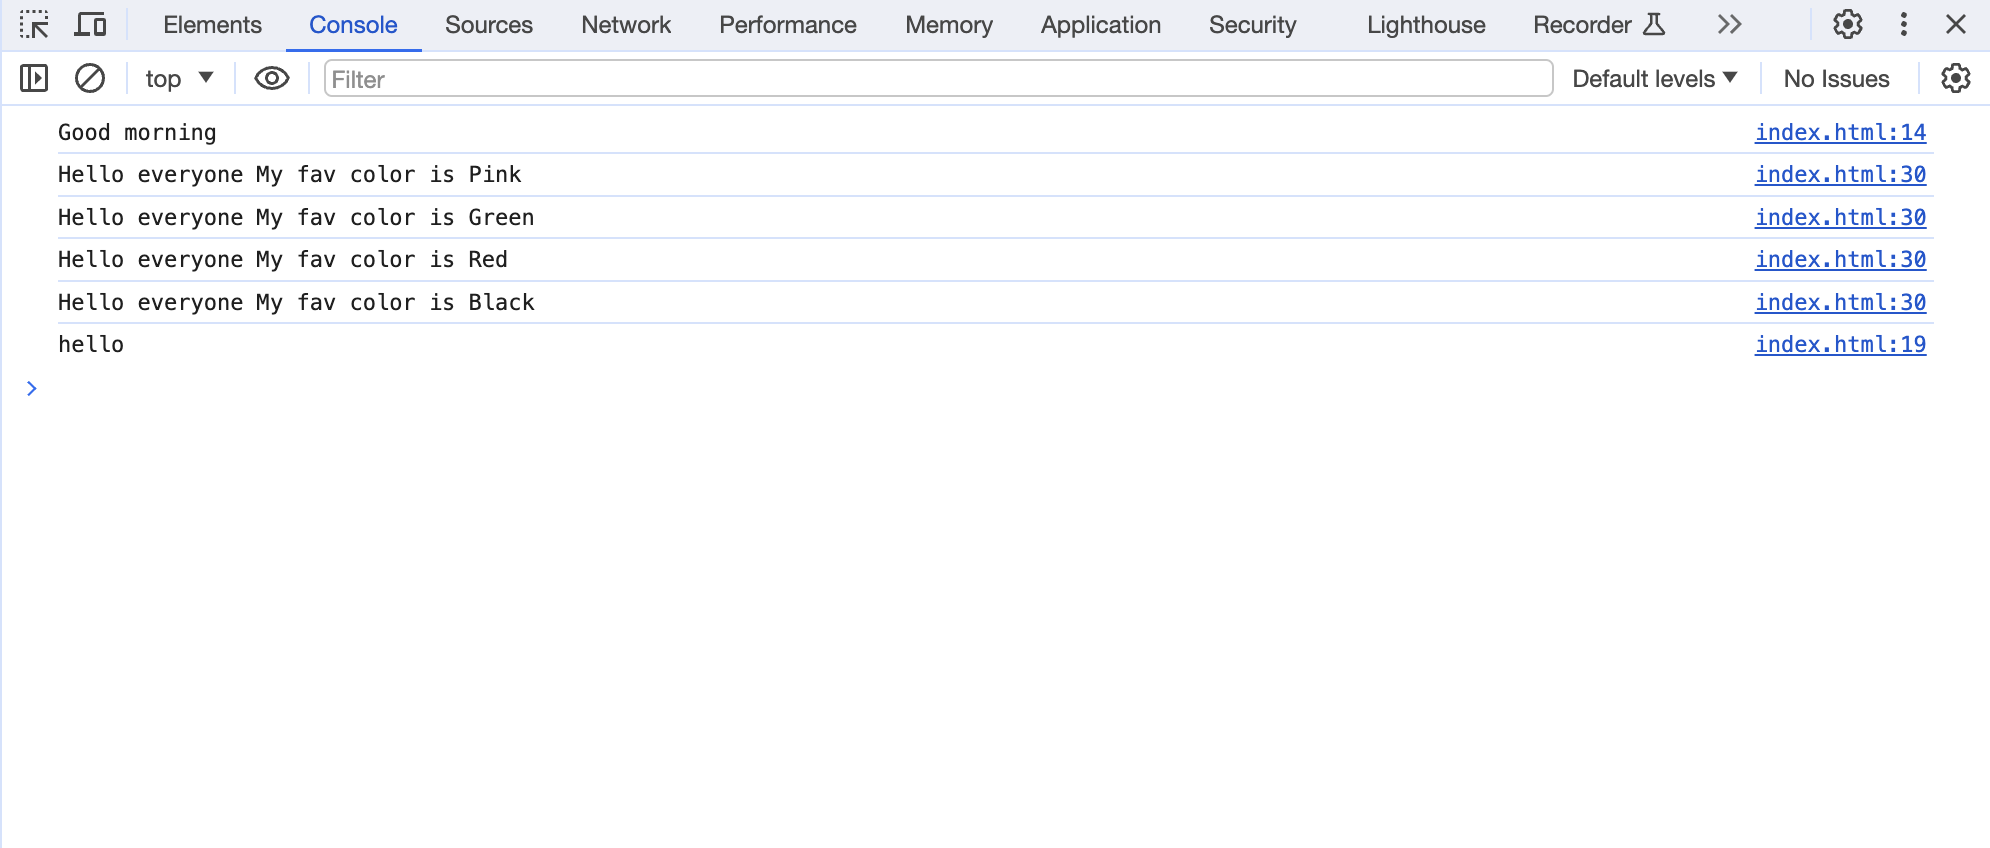 Elements Console Sources Network Performance Memory Application Security Lighthouse Recorder
top Filter Default levels No Issues
Good morning index.html:14
Hello everyone My fav color is Pink index.html:30
Hello everyone My fav color is Green index.html:30
Hello everyone My fav color is Red index.html:30
Hello everyone My fav color is Black index.html:30
hello index.html:19